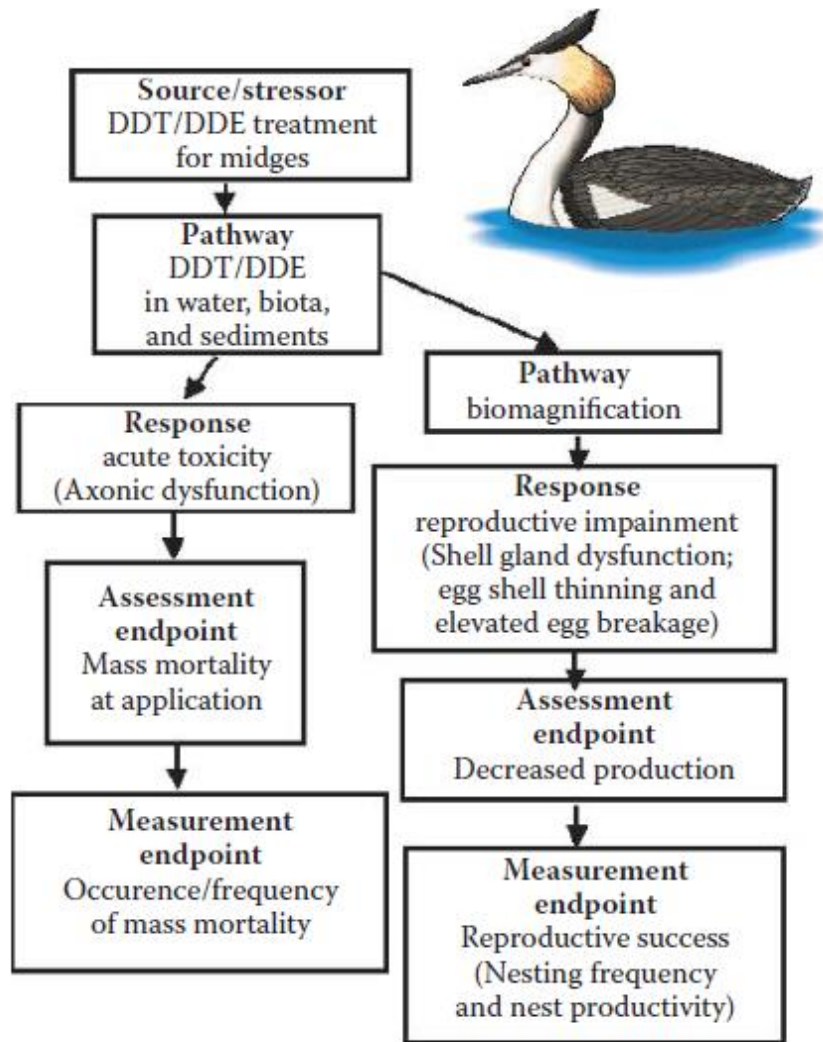 Source/stressor
DDT/DDE treatment
for midges
Pathway
DDT/DDE
in water, biota,
and sediments
Response
acute toxicity
(Axonic dysfunction)
Assessment
endpoint
Mass mortality
at application
Measurement
endpoint
Occurence/frequency
of mass mortality
Pathway
biomagnification
Response
reproductive impainment
(Shell gland dysfunction;
egg shell thinning and
elevated egg breakage)
Assessment
endpoint
Decreased production
Measurement
endpoint
Reproductive success
(Nesting frequency
and nest productivity)